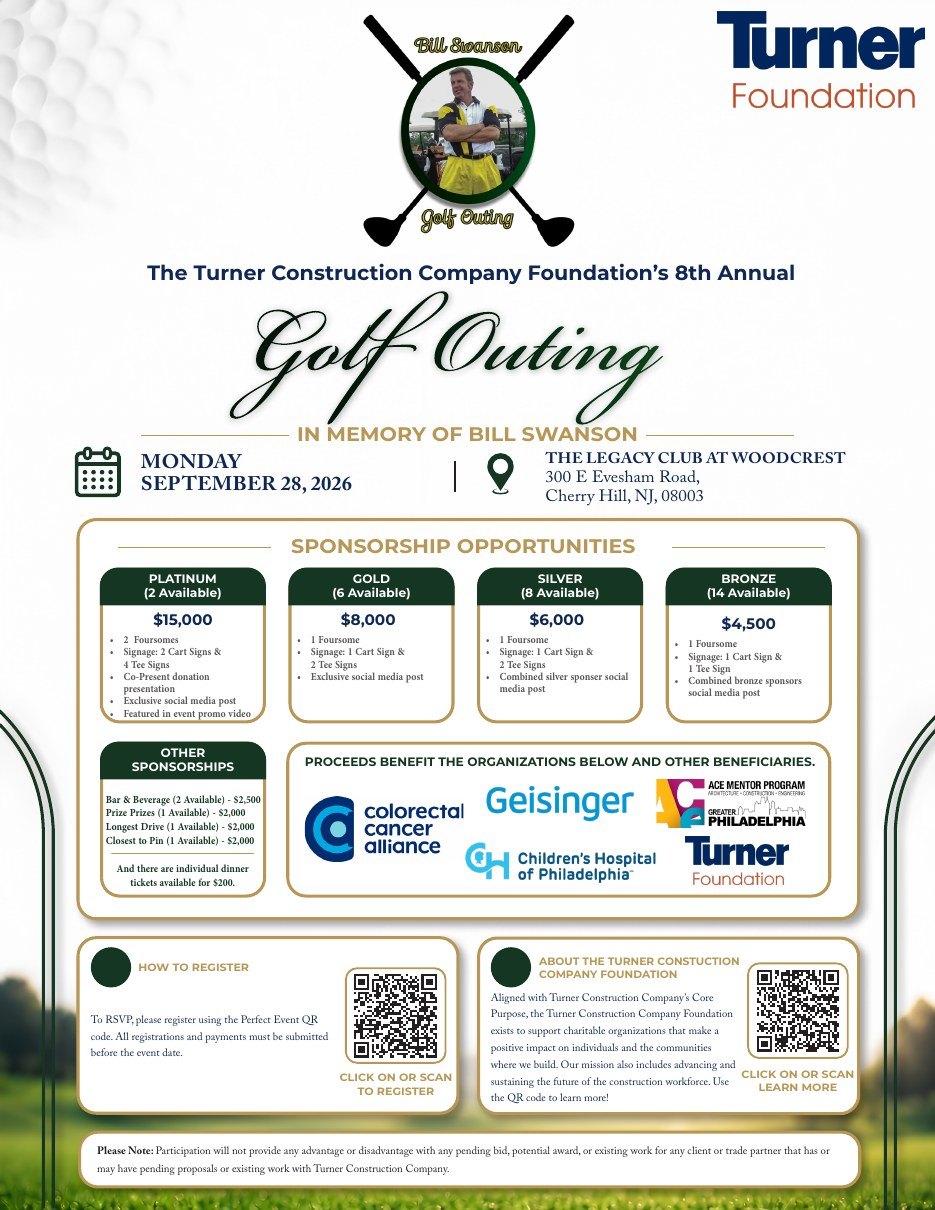 Bill Swanson
Golf Outing
Turner
Foundation
The Turner Construction Company Foundation's 8th Annual
Golf Outing
IN MEMORY OF BILL SWANSON
MONDAY
SEPTEMBER 28, 2026
THE LEGACY CLUB AT WOODCREST
300 E Evesham Road,
Cherry Hill, NJ, 08003
SPONSORSHIP OPPORTUNITIES
PLATINUM
(2 Available)
$15,000
• 2 Foursomes
• Signage: 2 Cart Signs &
4 Tee Signs
• Co-Present donation
presentation
• Exclusive social media post
• Featured in event promo video
GOLD
(6 Available)
$8,000
• 1 Foursome
• Signage: 1 Cart Sign &
2 Tee Signs
• Exclusive social media post
SILVER
(8 Available)
$6,000
• 1 Foursome
• Signage: 1 Cart Sign &
2 Tee Signs
• Combined silver sponser social
media post
BRONZE
(14 Available)
$4,500
• 1 Foursome
• Signage: 1 Cart Sign &
1 Tee Sign
• Combined bronze sponsors
social media post
OTHER
SPONSORSHIPS
Bar & Beverage (2 Available) - $2,500
Prize Prizes (1 Available) - $2,000
Longest Drive (1 Available) - $2,000
Closest to Pin (1 Available) - $2,000
And there are individual dinner
tickets available for $200.
PROCEEDS BENEFIT THE ORGANIZATIONS BELOW AND OTHER BENEFICIARIES.
colorectal
cancer
alliance
Geisinger
ACE
ACE MENTOR PROGRAM
ARCHITECTURE • CONSTRUCTION • ENGINEERING
GREATER
PHILADELPHIA
CH Children's Hospital
of Philadelphia
Turner
Foundation
HOW TO REGISTER
To RSVP, please register using the Perfect Event QR
code. All registrations and payments must be submitted
before the event date.
CLICK ON OR SCAN
TO REGISTER
ABOUT THE TURNER CONSTUCTION
COMPANY FOUNDATION
Aligned with Turner Construction Company's Core
Purpose, the Turner Construction Company Foundation
exists to support charitable organizations that make a
positive impact on individuals and the communities
where we build. Our mission also includes advancing and
sustaining the future of the construction workforce. Use
the QR code to learn more!
CLICK ON OR SCAN
LEARN MORE
Please Note: Participation will not provide any advantage or disadvantage with any pending bid, potential award, or existing work for any client or trade partner that has or
may have pending proposals or existing work with Turner Construction Company.